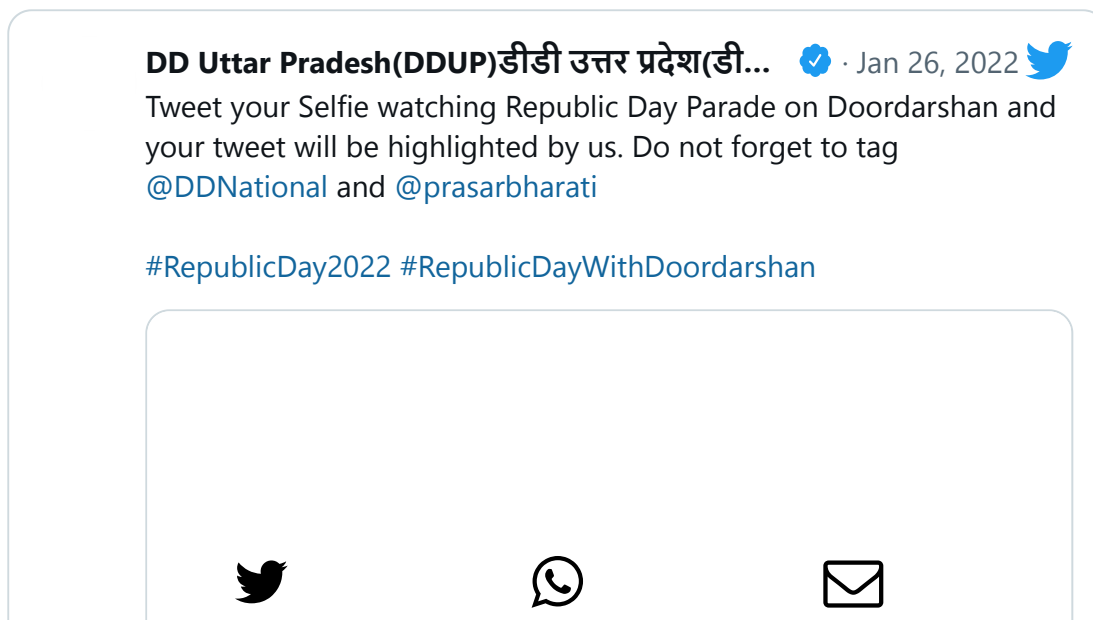 DD Uttar Pradesh(DDUP)डीडी उत्तर प्रदेश(डी... · Jan 26, 2022
Tweet your Selfie watching Republic Day Parade on Doordarshan and
your tweet will be highlighted by us. Do not forget to tag
@DDNational and @prasarbharati
#RepublicDay2022 #RepublicDayWithDoordarshan